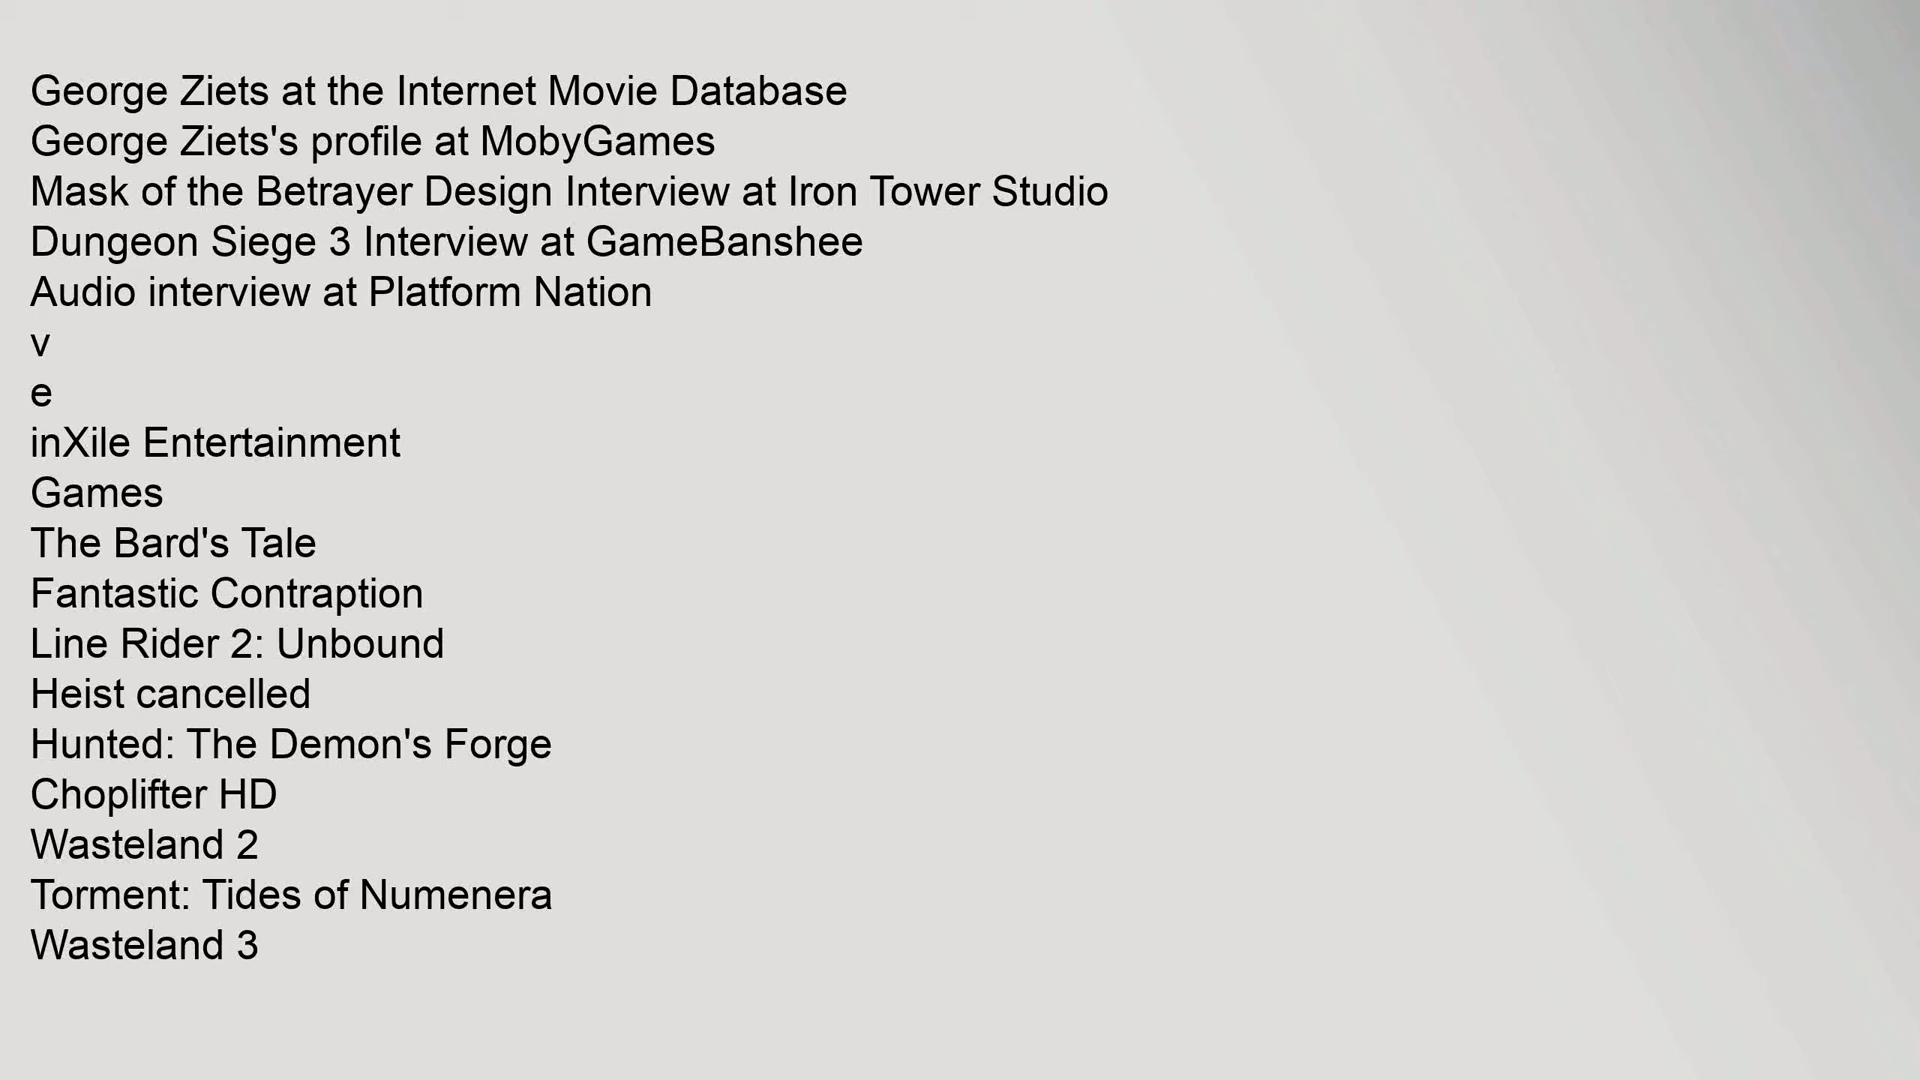 George Ziets at the Internet Movie Database
George Ziets's profile at MobyGames
Mask of the Betrayer Design Interview at Iron Tower Studio
Dungeon Siege 3 Interview at GameBanshee
Audio interview at Platform Nation
v
e
inXile Entertainment
Games
The Bard's Tale
Fantastic Contraption
Line Rider 2: Unbound
Heist cancelled
Hunted: The Demon's Forge
Choplifter HD
Wasteland 2
Torment: Tides of Numenera
Wasteland 3